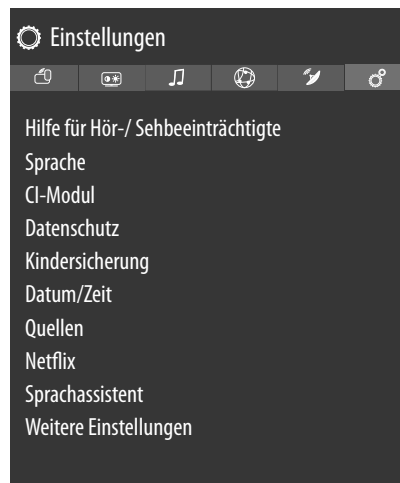 Einstellungen
Hilfe für Hör-/ Sehbeeinträchtigte
Sprache
CI-Modul
Datenschutz
Kindersicherung
Datum/Zeit
Quellen
Netflix
Sprachassistent
Weitere Einstellungen